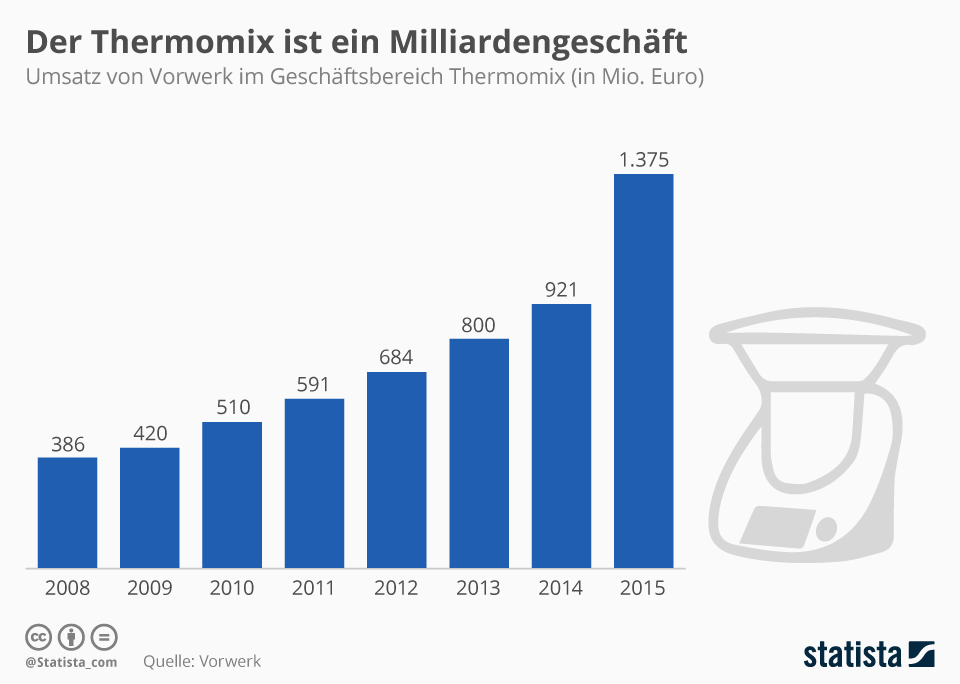 Der Thermomix ist ein Milliardengeschäft
Umsatz von Vorwerk im Geschäftsbereich Thermomix (in Mio. Euro)
386
420
510
591
684
800
921
1.375
2008 2009 2010 2011 2012 2013 2014 2015
cc
@Statista_com Quelle: Vorwerk
statista